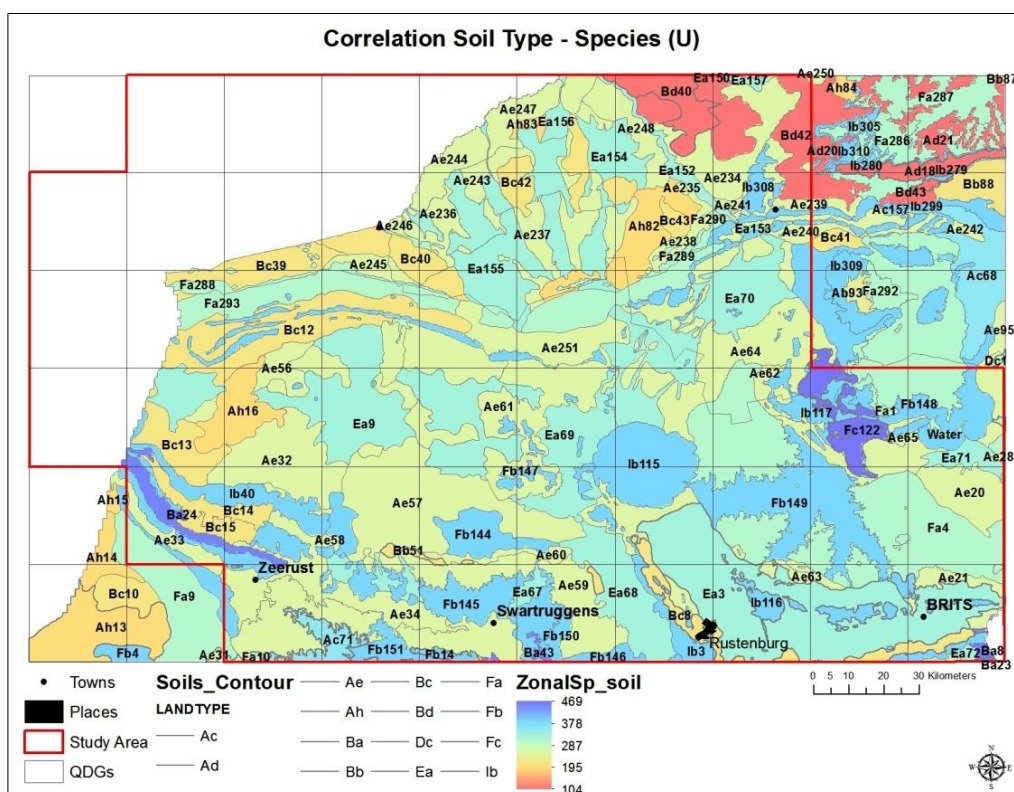 Correlation Soil Type - Species (U)
Ea150 Ea157 Ae250
Bd40 Ah84 Bb87
Fa287
Ae247
Ah83 Ea156 Ae248
Ib305
Bd42 Fa286 Ad21
Ad20 Ib310
Ae244 Ea154
Ib280
Ea152 Ae234 Ad18 Ib279
Ae243 Bc42 Ae235 Ib308 Bd43 Bb88
Ae236 Ae241 Ae239 Ac157 Ib299
Ae246 Ae237 Ah82 Bc43 Fa290 Ea153 Ae240 Bc41 Ae242
Ae238
Fa289
Bc39 Ae245 Bc40 Ea155 Ib309 Ac68
Fa288
Fa293 Ea70 Ab93 Fa292
Bc12 Ae95
Ae251 Ae64
Ae56 Ae62 Dc1
Ah16 Ae61 Ib117 Fa1 Fb148
Ea9 Ea69 Fc122 Ae65 Water
Bc13
Ae32 Fb147 Ib115 Ea71 Ae28
Ah15 Ib40 Ae57 Fb149 Ae20
Ba24 Bc14
Bc15
Ae33 Ae58 Fb144 Fa4
Ah14 Bb51 Ae60
Zeerust Ae63 Ae21
Bc10 Fa9 Ae59
Fb145 Ea67 Ea68 Ea3 Ib116 BRITS
Ah13 Ae34 Swartruggens Bc8
Ac71 Fb150 Rustenburg
Fb4 Ae31 Fa10 Fb151 Fb14 Ba43 Fb146 Ib3 Ea72 Ba8
Ba23
Towns
Places
Study Area
QDGs
Soils_Contour
LANDTYPE
Ac
Ad
Ae
Ah
Ba
Bb
Bc
Bd
Dc
Ea
Fa
Fb
Fc
Ib
ZonalSp_soil
469
378
287
195
104
0 5 10 20 30 Kilometers
N
W E
S